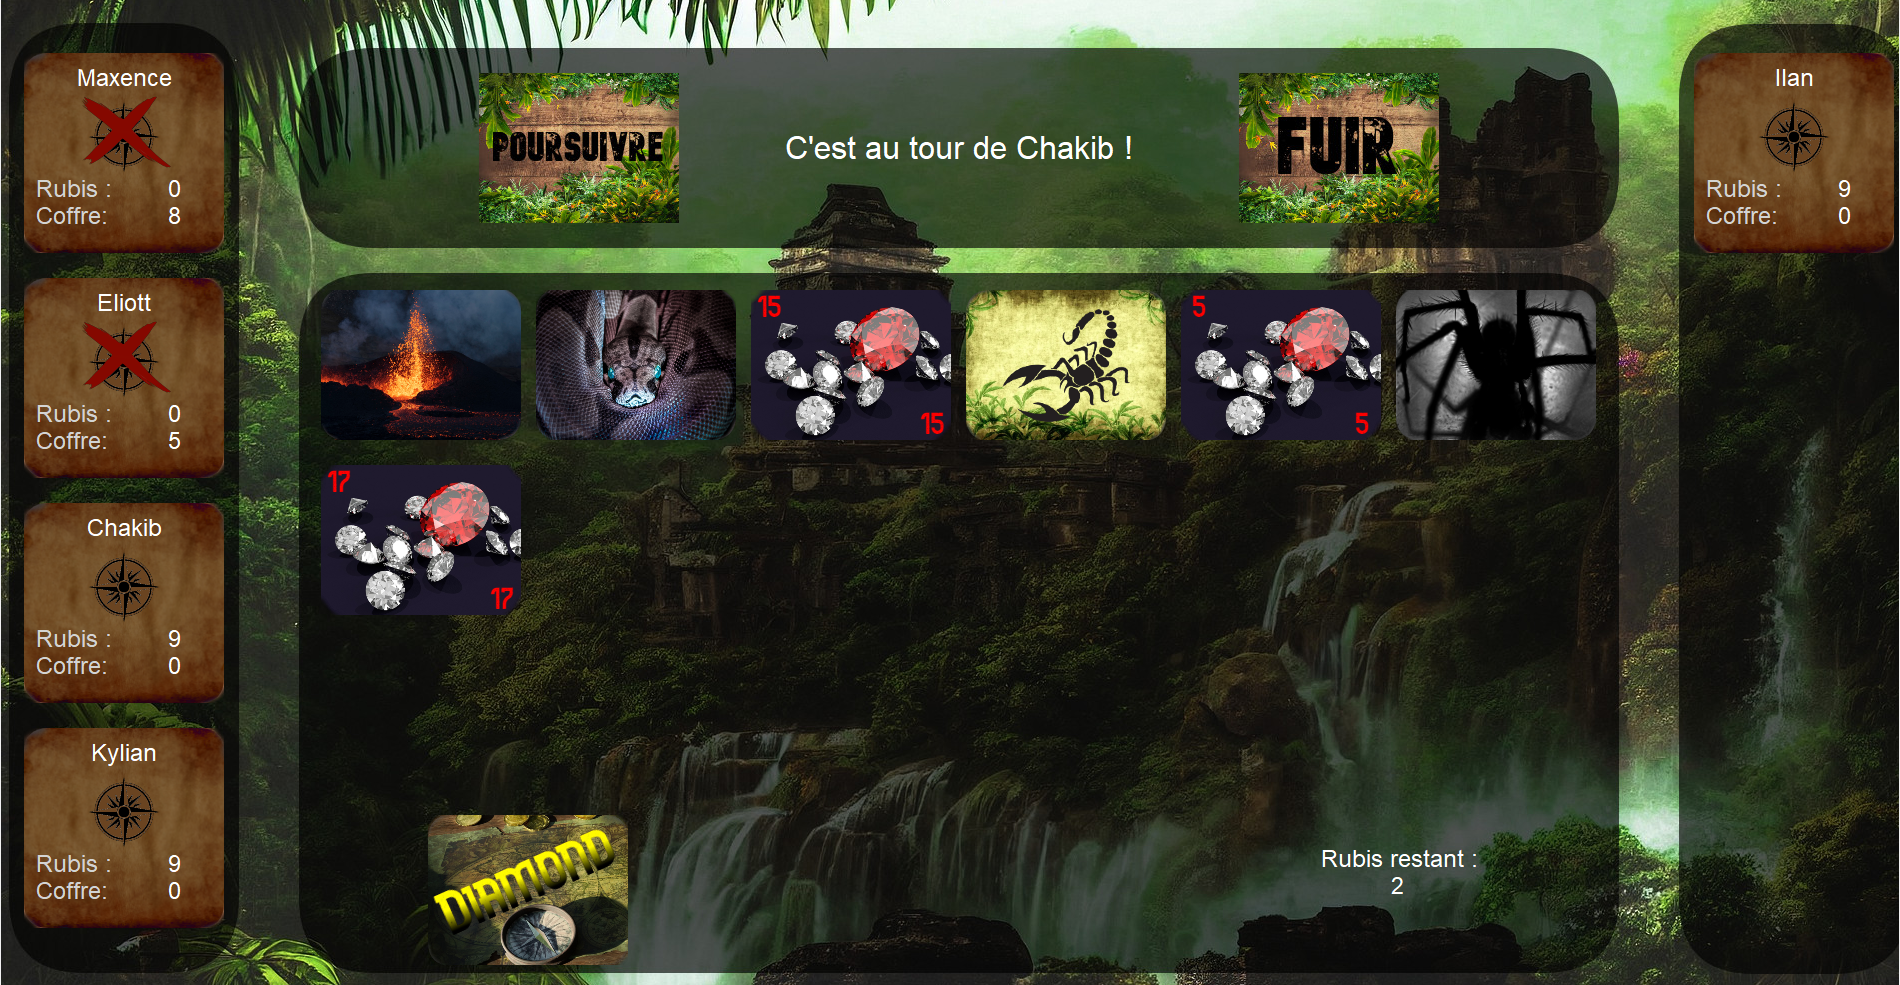 Maxence
Rubis : 0
Coffre: 8
Eliott
Rubis : 0
Coffre: 5
Chakib
Rubis : 9
Coffre: 0
Kylian
Rubis : 9
Coffre: 0
POURSUIVRE
C'est au tour de Chakib !
FUIR
15
15
5
5
17
17
DIAMOND
Rubis restant :
2
Ilan
Rubis : 9
Coffre: 0